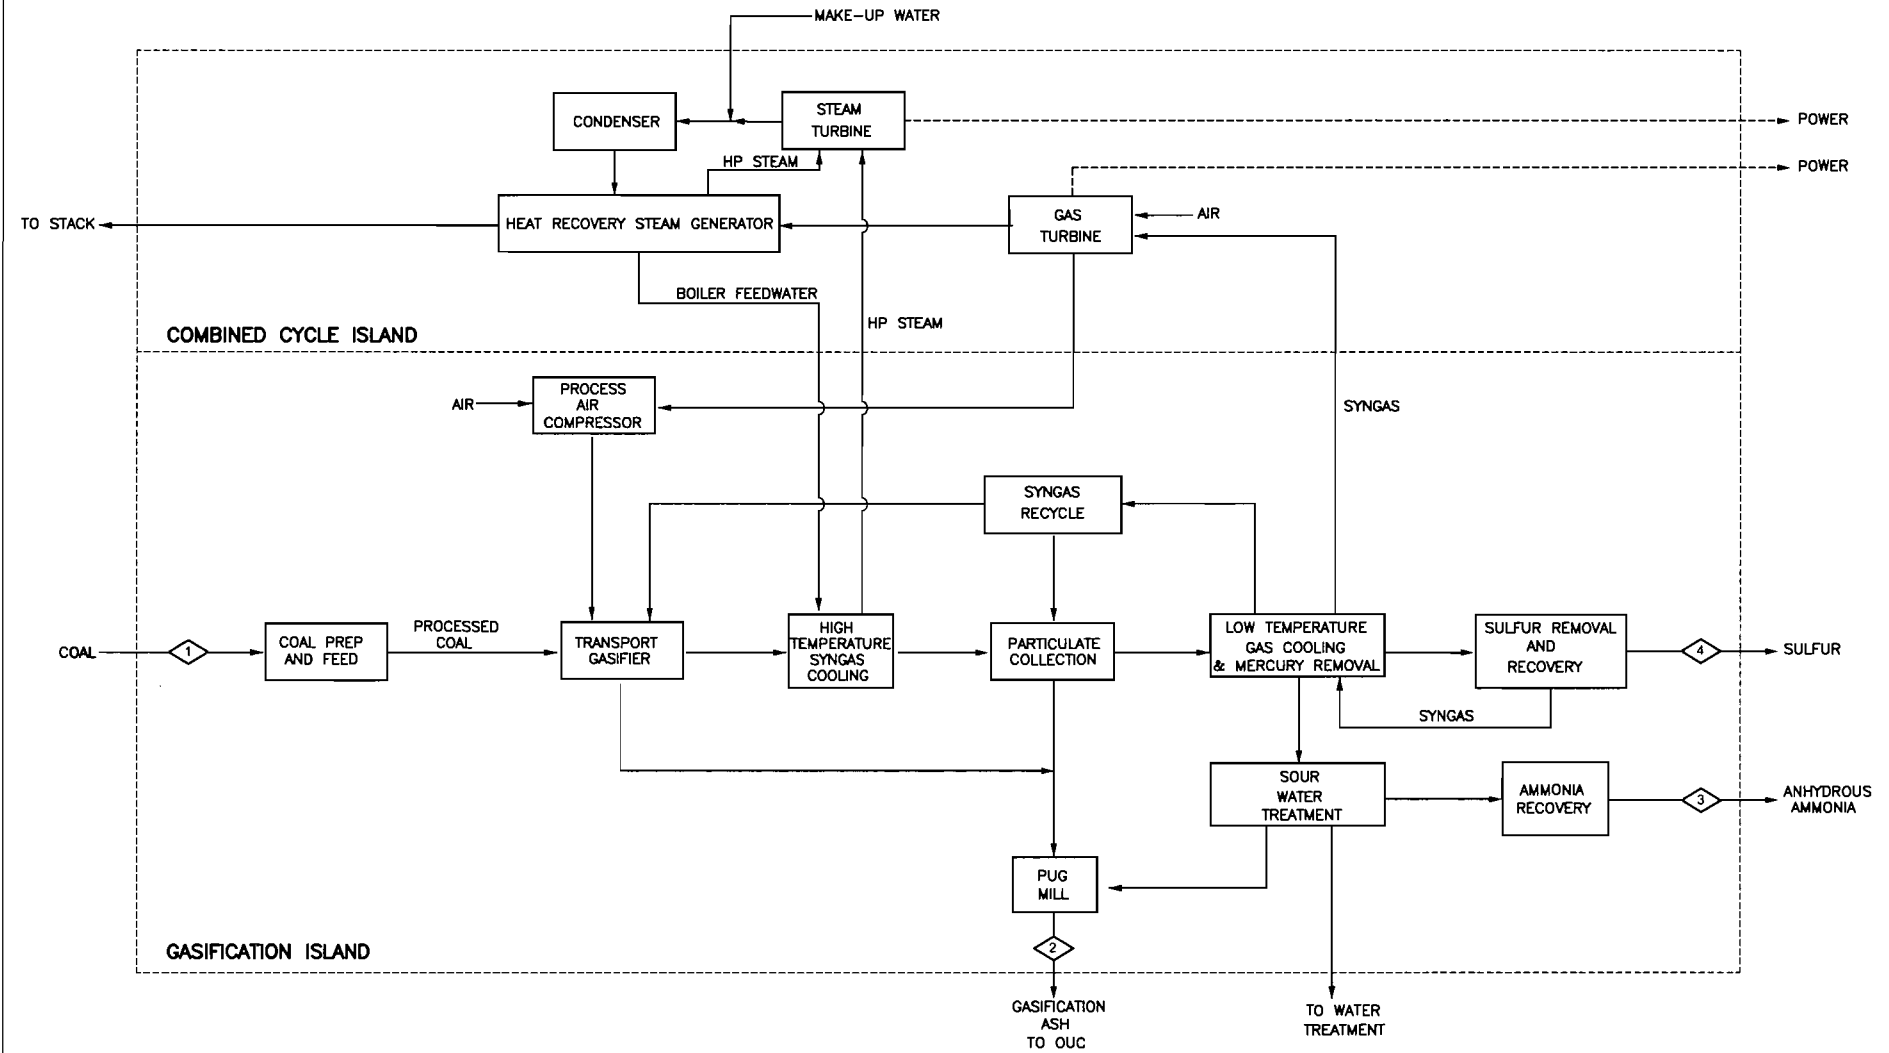 MAKE-UP WATER
STEAM
TURBINE
CONDENSER
POWER
HP STEAM
POWER
TO STACK
HEAT RECOVERY STEAM GENERATOR
GAS
TURBINE
AIR
BOILER FEEDWATER
HP STEAM
COMBINED CYCLE ISLAND
PROCESS
AIR
COMPRESSOR
AIR
SYNGAS
SYNGAS
RECYCLE
COAL
1
COAL PREP
AND FEED
PROCESSED
COAL
TRANSPORT
GASIFIER
HIGH
TEMPERATURE
SYNGAS
COOLING
PARTICULATE
COLLECTION
LOW TEMPERATURE
GAS COOLING
& MERCURY REMOVAL
SULFUR REMOVAL
AND
RECOVERY
4
SULFUR
SYNGAS
SOUR
WATER
TREATMENT
AMMONIA
RECOVERY
3
ANHYDROUS
AMMONIA
PUG
MILL
2
GASIFICATION ISLAND
GASIFICATION
ASH
TO OUC
TO WATER
TREATMENT